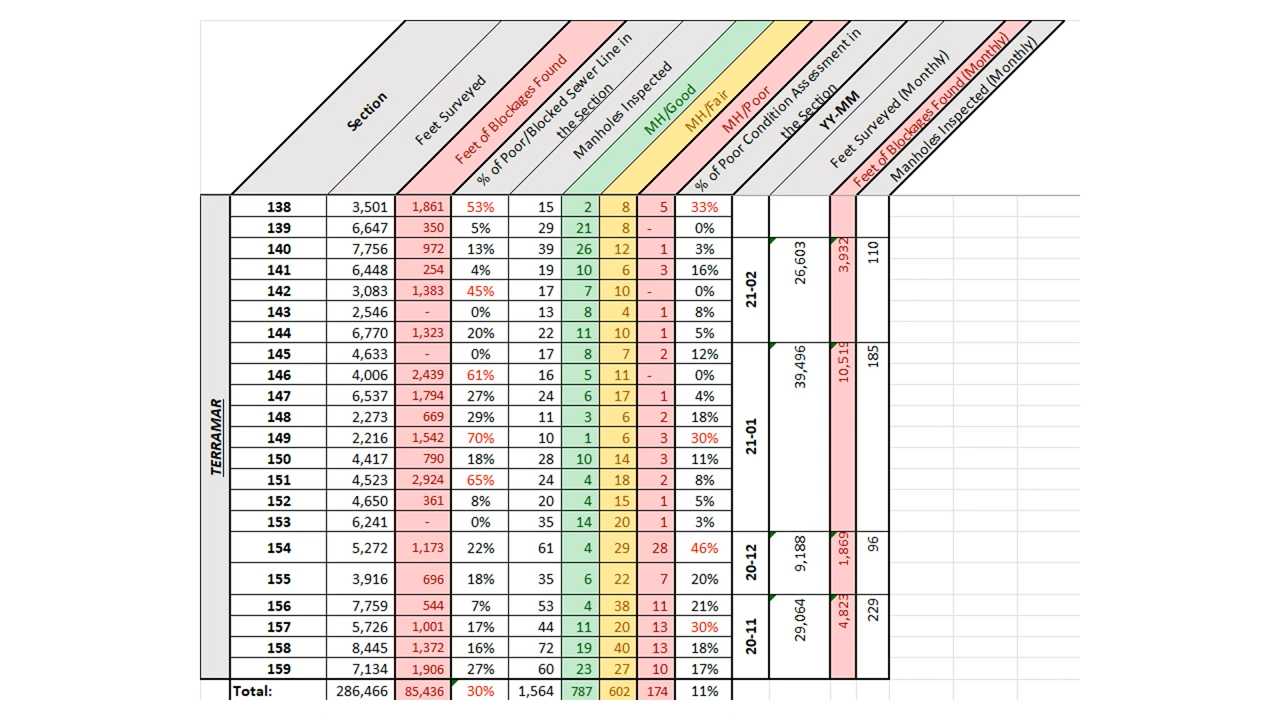 Section
Feet Surveyed
Feet of Blockages Found
% of Poor/Blocked Sewer Line in
the Section
Manholes Inspected
MH/Good
MH/Fair
MH/Poor
% of Poor Condition Assessment in
the Section
YY-MM
Feet Surveyed (Monthly)
Feet of Blockages Found (Monthly)
Manholes Inspected (Monthly)
TERRAMAR
138 3,501 1,861 53% 15 2 8 5 33%
139 6,647 350 5% 29 21 8 - 0%
140 7,756 972 13% 39 26 12 1 3%
141 6,448 254 4% 19 10 6 3 16%
142 3,083 1,383 45% 17 7 10 - 0%
143 2,546 - 0% 13 8 4 1 8%
144 6,770 1,323 20% 22 11 10 1 5%
21-02 26,603 3,932 110
145 4,633 - 0% 17 8 7 2 12%
146 4,006 2,439 61% 16 5 11 - 0%
147 6,537 1,794 27% 24 6 17 1 4%
148 2,273 669 29% 11 3 6 2 18%
149 2,216 1,542 70% 10 1 6 3 30%
150 4,417 790 18% 28 10 14 3 11%
151 4,523 2,924 65% 24 4 18 2 8%
152 4,650 361 8% 20 4 15 1 5%
153 6,241 - 0% 35 14 20 1 3%
21-01 39,496 10,519 185
154 5,272 1,173 22% 61 4 29 28 46%
155 3,916 696 18% 35 6 22 7 20%
20-12 9,188 1,869 96
156 7,759 544 7% 53 4 38 11 21%
157 5,726 1,001 17% 44 11 20 13 30%
158 8,445 1,372 16% 72 19 40 13 18%
159 7,134 1,906 27% 60 23 27 10 17%
20-11 29,064 4,823 229
Total: 286,466 85,436 30% 1,564 787 602 174 11%